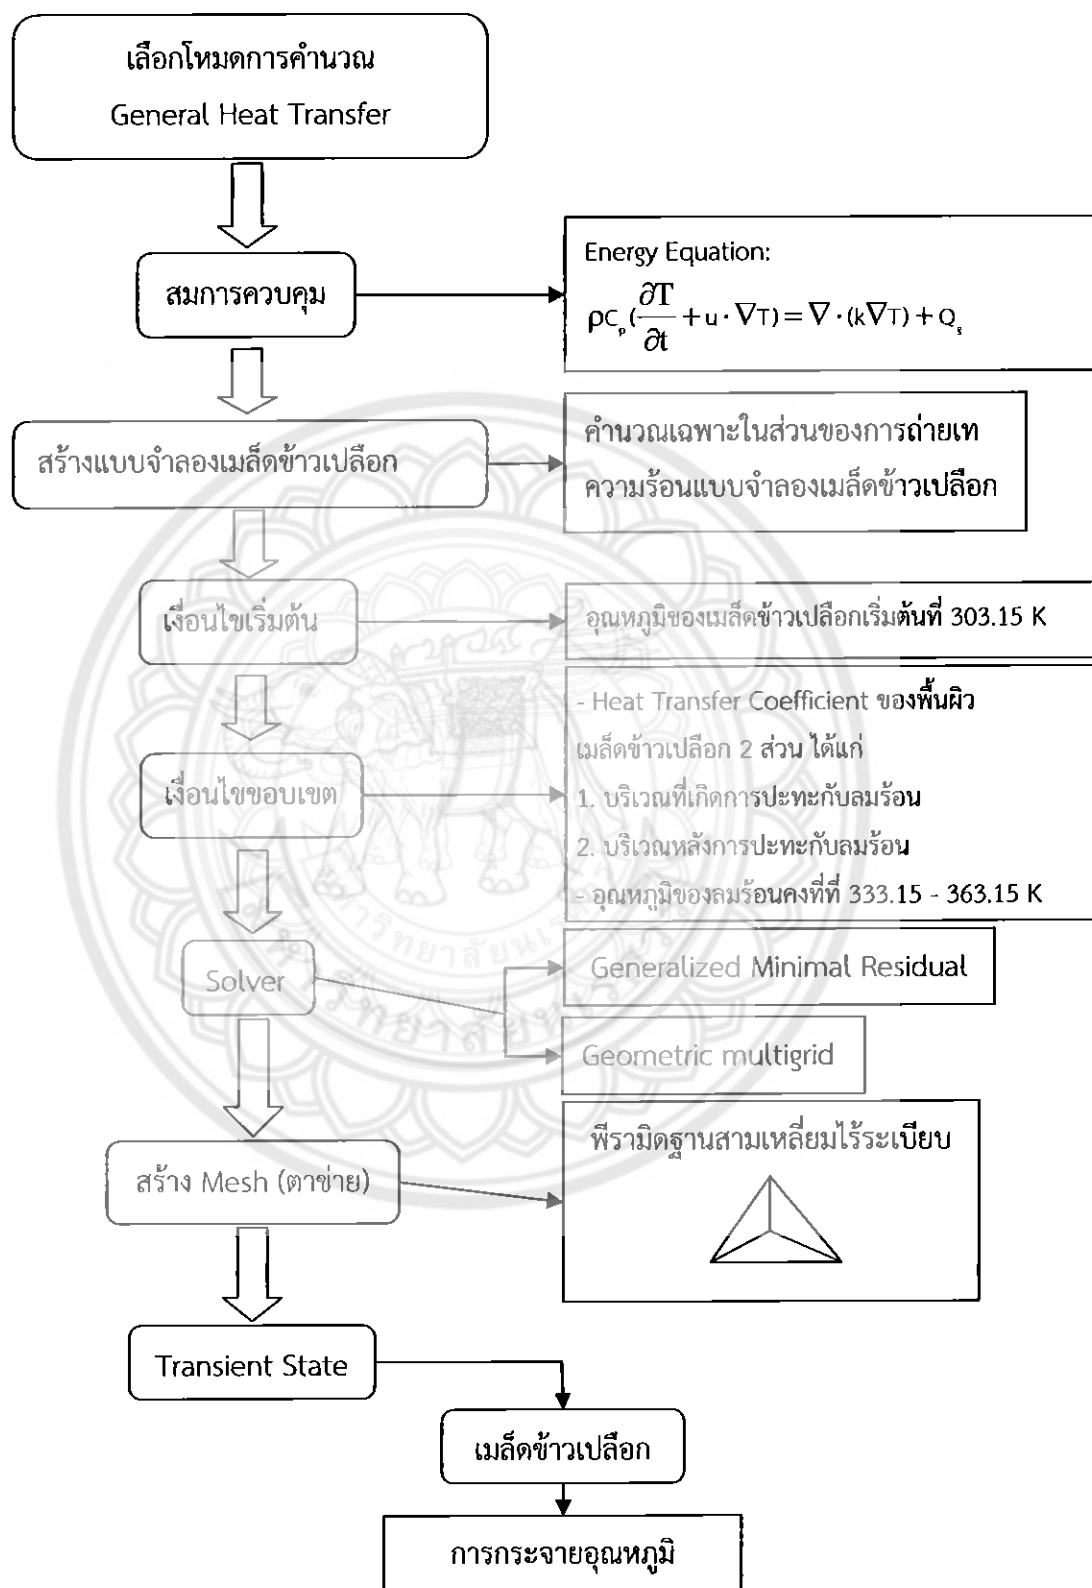 เลือกโหมดการคำนวณ
General Heat Transfer
สมการควบคุม
Energy Equation:
ρC_p(∂T/∂t + u · ∇T) = ∇ · (k∇T) + Q
สร้างแบบจำลองเมล็ดข้าวเปลือก
คำนวณเฉพาะในส่วนของการถ่ายเท
ความร้อนแบบจำลองเมล็ดข้าวเปลือก
เงื่อนไขเริ่มต้น
อุณหภูมิของเมล็ดข้าวเปลือกเริ่มต้นที่ 303.15 K
เงื่อนไขขอบเขต
- Heat Transfer Coefficient ของพื้นผิว
เมล็ดข้าวเปลือก 2 ส่วน ได้แก่
1. บริเวณที่เกิดการปะทะกับลมร้อน
2. บริเวณหลังการปะทะกับลมร้อน
- อุณหภูมิของลมร้อนคงที่ที่ 333.15 - 363.15 K
Solver
Generalized Minimal Residual
Geometric multigrid
สร้าง Mesh (ตาข่าย)
พีรามิดฐานสามเหลี่ยมไร้ระเบียบ
Transient State
เมล็ดข้าวเปลือก
การกระจายอุณหภูมิ